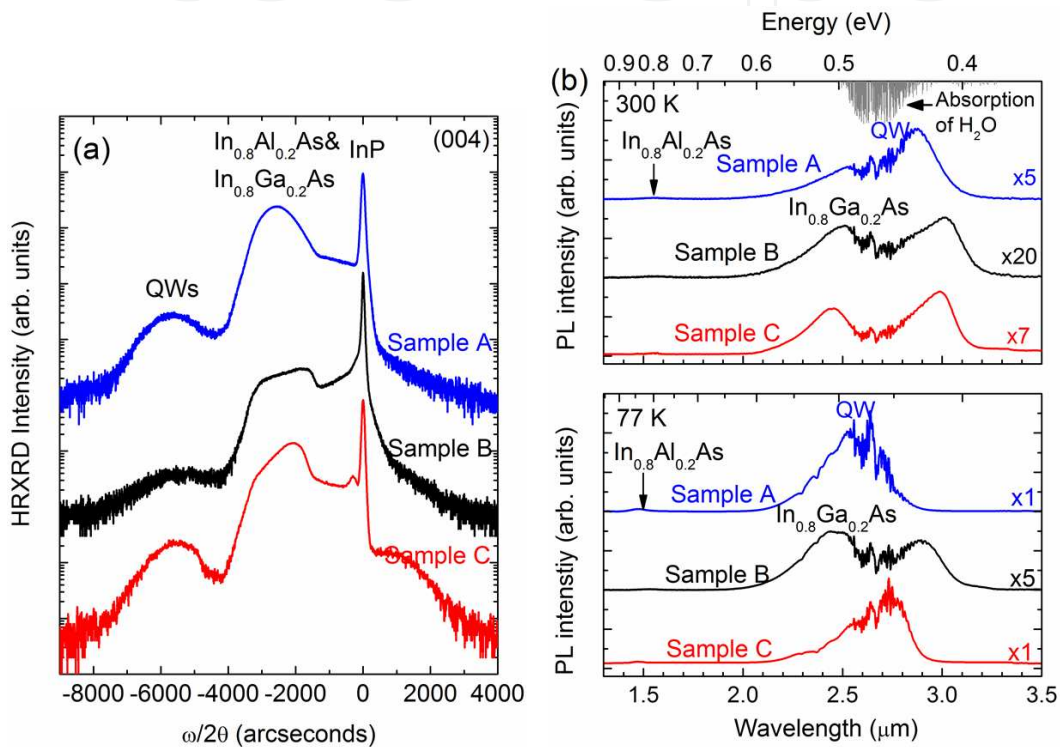 (a)
In0.8Al0.2As&
In0.8Ga0.2As
InP
(004)
QWs
Sample A
Sample B
Sample C
HRXRD Intensity (arb. units)
-8000 -6000 -4000 -2000 0 2000 4000
ω/2θ (arcseconds)
(b)
Energy (eV)
0.9 0.8 0.7 0.6 0.5 0.4
300 K
Absorption
of H2O
In0.8Al0.2As
QW
Sample A
x5
In0.8Ga0.2As
Sample B
x20
Sample C
x7
PL intensity (arb. units)
77 K
QW
In0.8Al0.2As
Sample A
x1
In0.8Ga0.2As
Sample B
x5
Sample C
x1
PL intenstiy (arb. units)
1.5 2.0 2.5 3.0 3.5
Wavelength (μm)